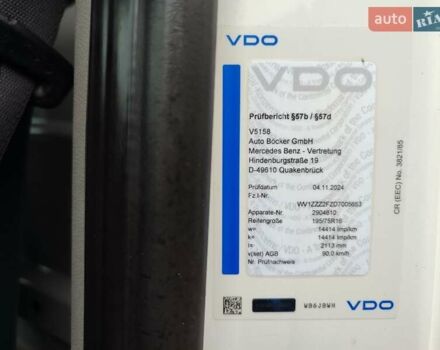 auto RIA
VDO
VDO
Prüfbericht §57b / §57d
V5158
Auto Böcker GmbH
Mercedes Benz - Vertretung
Hindenburgstraße 19
D-49610 Quakenbrück
Prüfdatum 04.11.2024
Fz.I-Nr. WV1ZZZ2FZD7005653
Apparate-Nr. 2904810
Reifengröße 195/75R16
w= 14414 Imp/km
k= 14414 Imp/km
l= 2113 mm
v(set) AGB 90,0 km/h
Nr. Prüfnachweis
CR (EEC) No. 3821/85
WB6JBWH
VDO